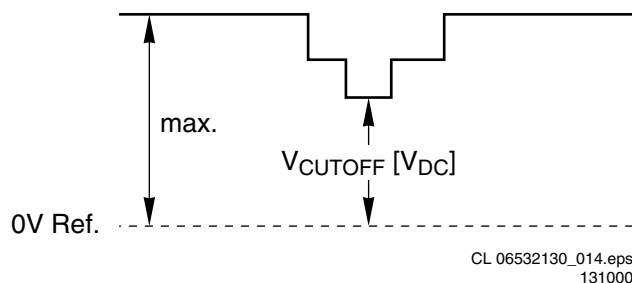 max.
VCUTOFF [VDC]
0V Ref.
CL 06532130_014.eps
131000